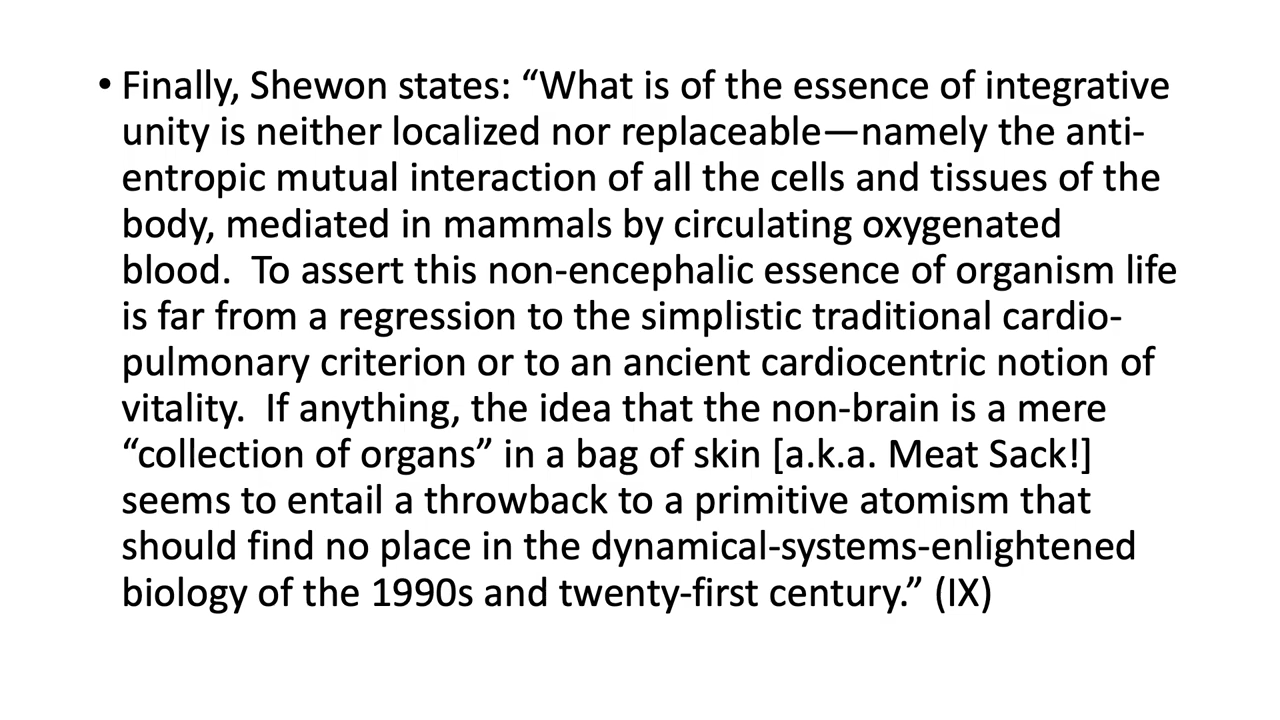 • Finally, Shewon states: “What is of the essence of integrative
unity is neither localized nor replaceable—namely the anti-
entropic mutual interaction of all the cells and tissues of the
body, mediated in mammals by circulating oxygenated
blood.  To assert this non-encephalic essence of organism life
is far from a regression to the simplistic traditional cardio-
pulmonary criterion or to an ancient cardiocentric notion of
vitality.  If anything, the idea that the non-brain is a mere
“collection of organs” in a bag of skin [a.k.a. Meat Sack!]
seems to entail a throwback to a primitive atomism that
should find no place in the dynamical-systems-enlightened
biology of the 1990s and twenty-first century.” (IX)